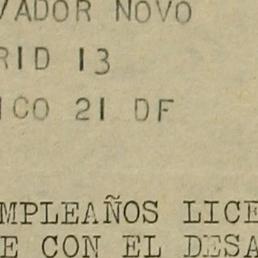 VADOR NOVO
RID 13
ICO 21 DF
MPLEAÑOS LICE
E CON EL DESA